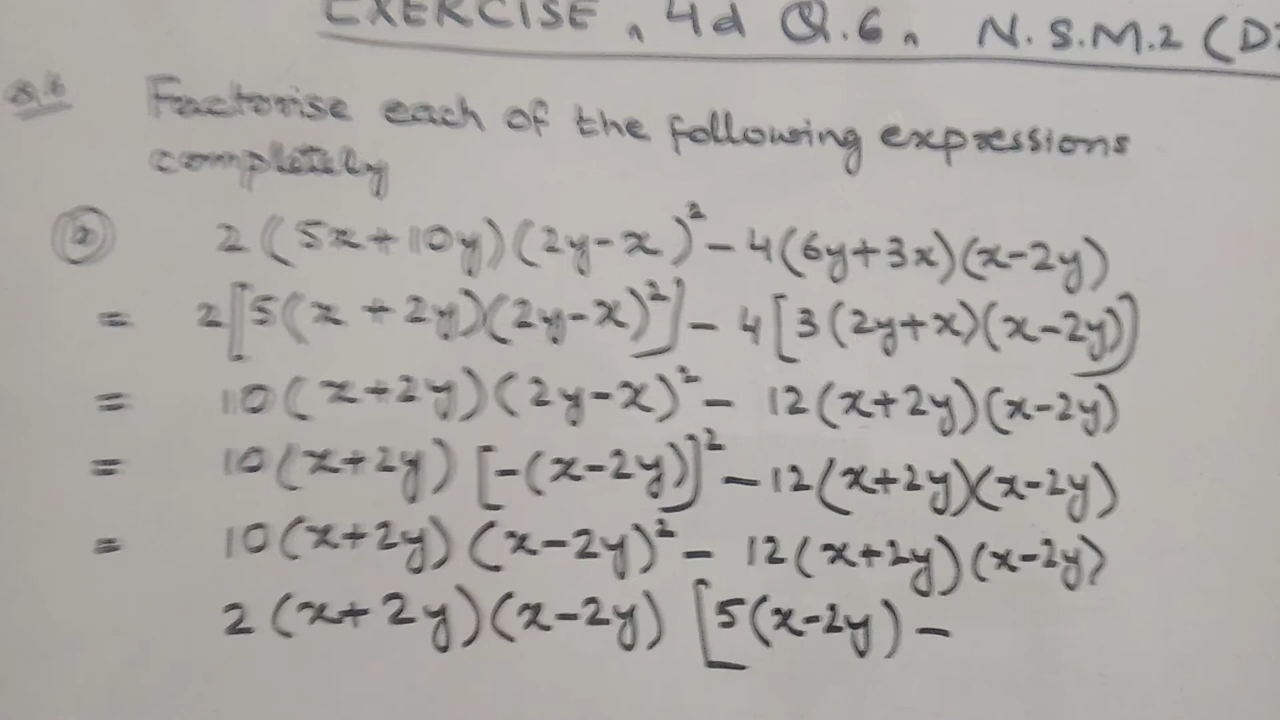 EXERCISE, 4d Q.6, N.S.M.2 (D
Q.6 Factorise each of the following expressions
completely
(a) 2(5x+10y)(2y-x)² - 4(6y+3x)(x-2y)
= 2[5(x+2y)(2y-x)²] - 4[3(2y+x)(x-2y)]
= 10(x+2y)(2y-x)² - 12(x+2y)(x-2y)
= 10(x+2y)[-(x-2y)]² - 12(x+2y)(x-2y)
= 10(x+2y)(x-2y)² - 12(x+2y)(x-2y)
2(x+2y)(x-2y)[5(x-2y) -